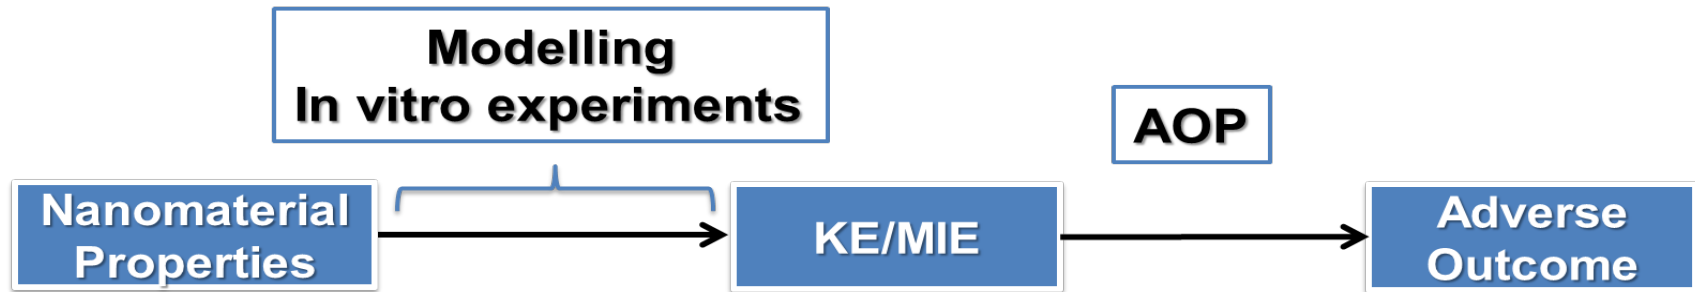 Modelling
In vitro experiments
AOP
Nanomaterial
Properties
KE/MIE
Adverse
Outcome